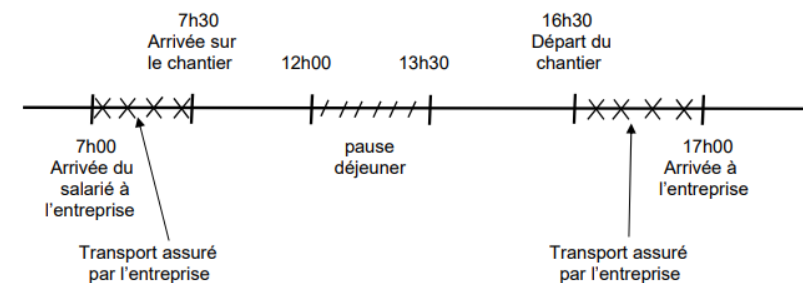 7h30
Arrivée sur
le chantier
12h00
13h30
16h30
Départ du
chantier
7h00
Arrivée du
salarié à
l'entreprise
pause
déjeuner
17h00
Arrivée à
l'entreprise
Transport assuré
par l'entreprise
Transport assuré
par l'entreprise